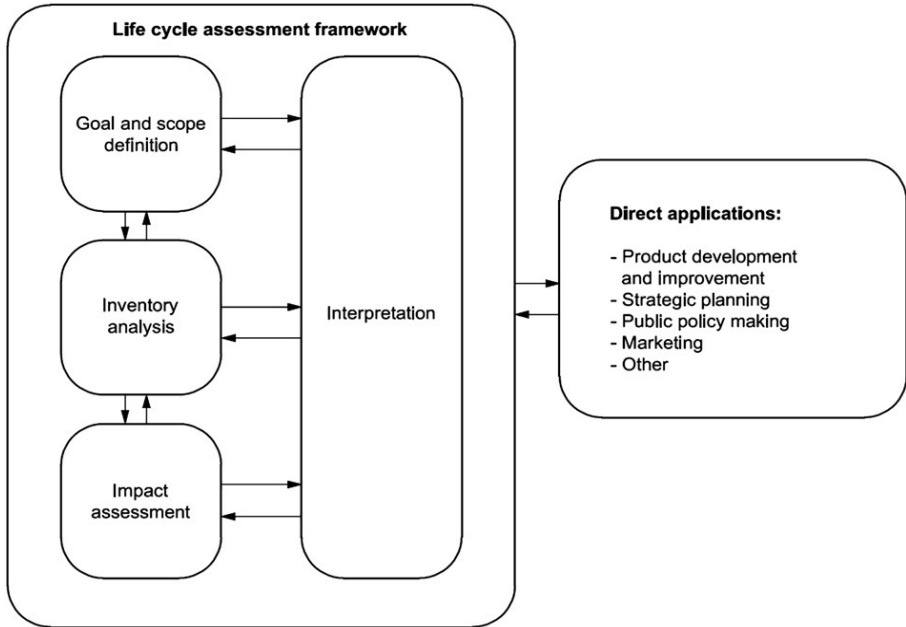 Life cycle assessment framework
Goal and scope
definition
Inventory
analysis
Impact
assessment
Interpretation
Direct applications:
- Product development
and improvement
- Strategic planning
- Public policy making
- Marketing
- Other